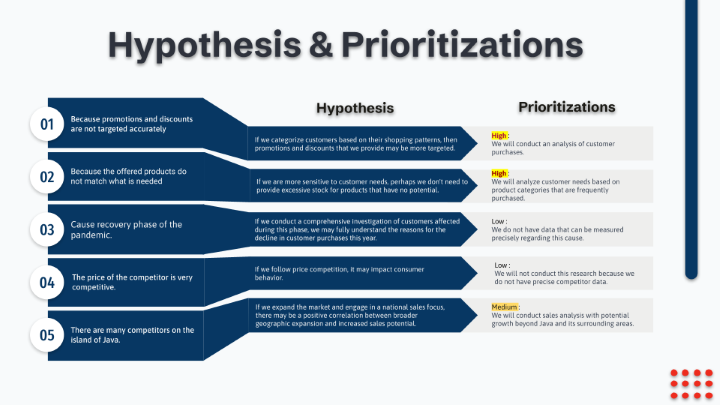 Hypothesis & Prioritizations
Hypothesis
Prioritizations
01
Because promotions and discounts
are not targeted accurately
If we categorize customers based on their shopping patterns, then
promotions and discounts that we provide may be more targeted.
High :
We will conduct an analysis of customer
purchases.
02
Because the offered products do
not match what is needed
If we are more sensitive to customer needs, perhaps we don't need to
provide excessive stock for products that have no potential.
High :
We will analyze customer needs based on
product categories that are frequently
purchased.
03
Cause recovery phase of the
pandemic.
If we conduct a comprehensive investigation of customers affected
during this phase, we may fully understand the reasons for the
decline in customer purchases this year.
Low :
We do not have data that can be measured
precisely regarding this cause.
04
The price of the competitor is very
competitive.
If we follow price competition, it may impact consumer
behavior.
Low :
We will not conduct this research because we
do not have precise competitor data.
05
There are many competitors on the
island of Java.
If we expand the market and engage in a national sales focus,
there may be a positive correlation between broader
geographic expansion and increased sales potential.
Medium :
We will conduct sales analysis with potential
growth beyond Java and its surrounding areas.